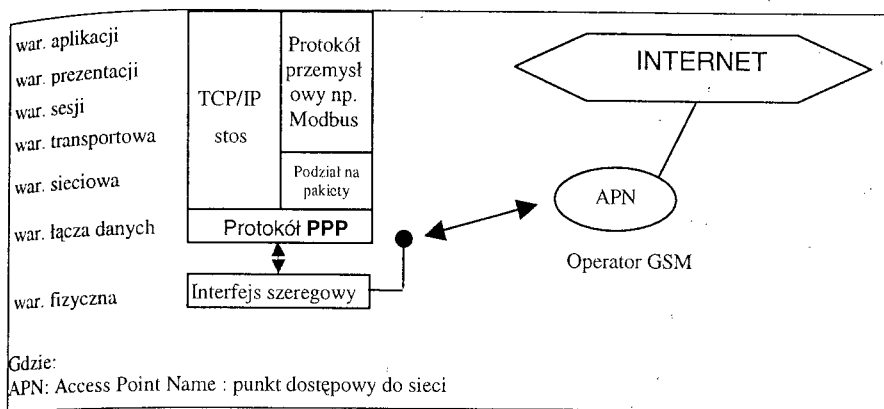 war. aplikacji
war. prezentacji
war. sesji
war. transportowa
war. sieciowa
war. łącza danych
war. fizyczna
TCP/IP
stos
Protokół
przemysł
owy np.
Modbus
Podział na
pakiety
Protokół PPP
Interfejs szeregowy
INTERNET
APN
Operator GSM
Gdzie:
APN: Access Point Name : punkt dostępowy do sieci